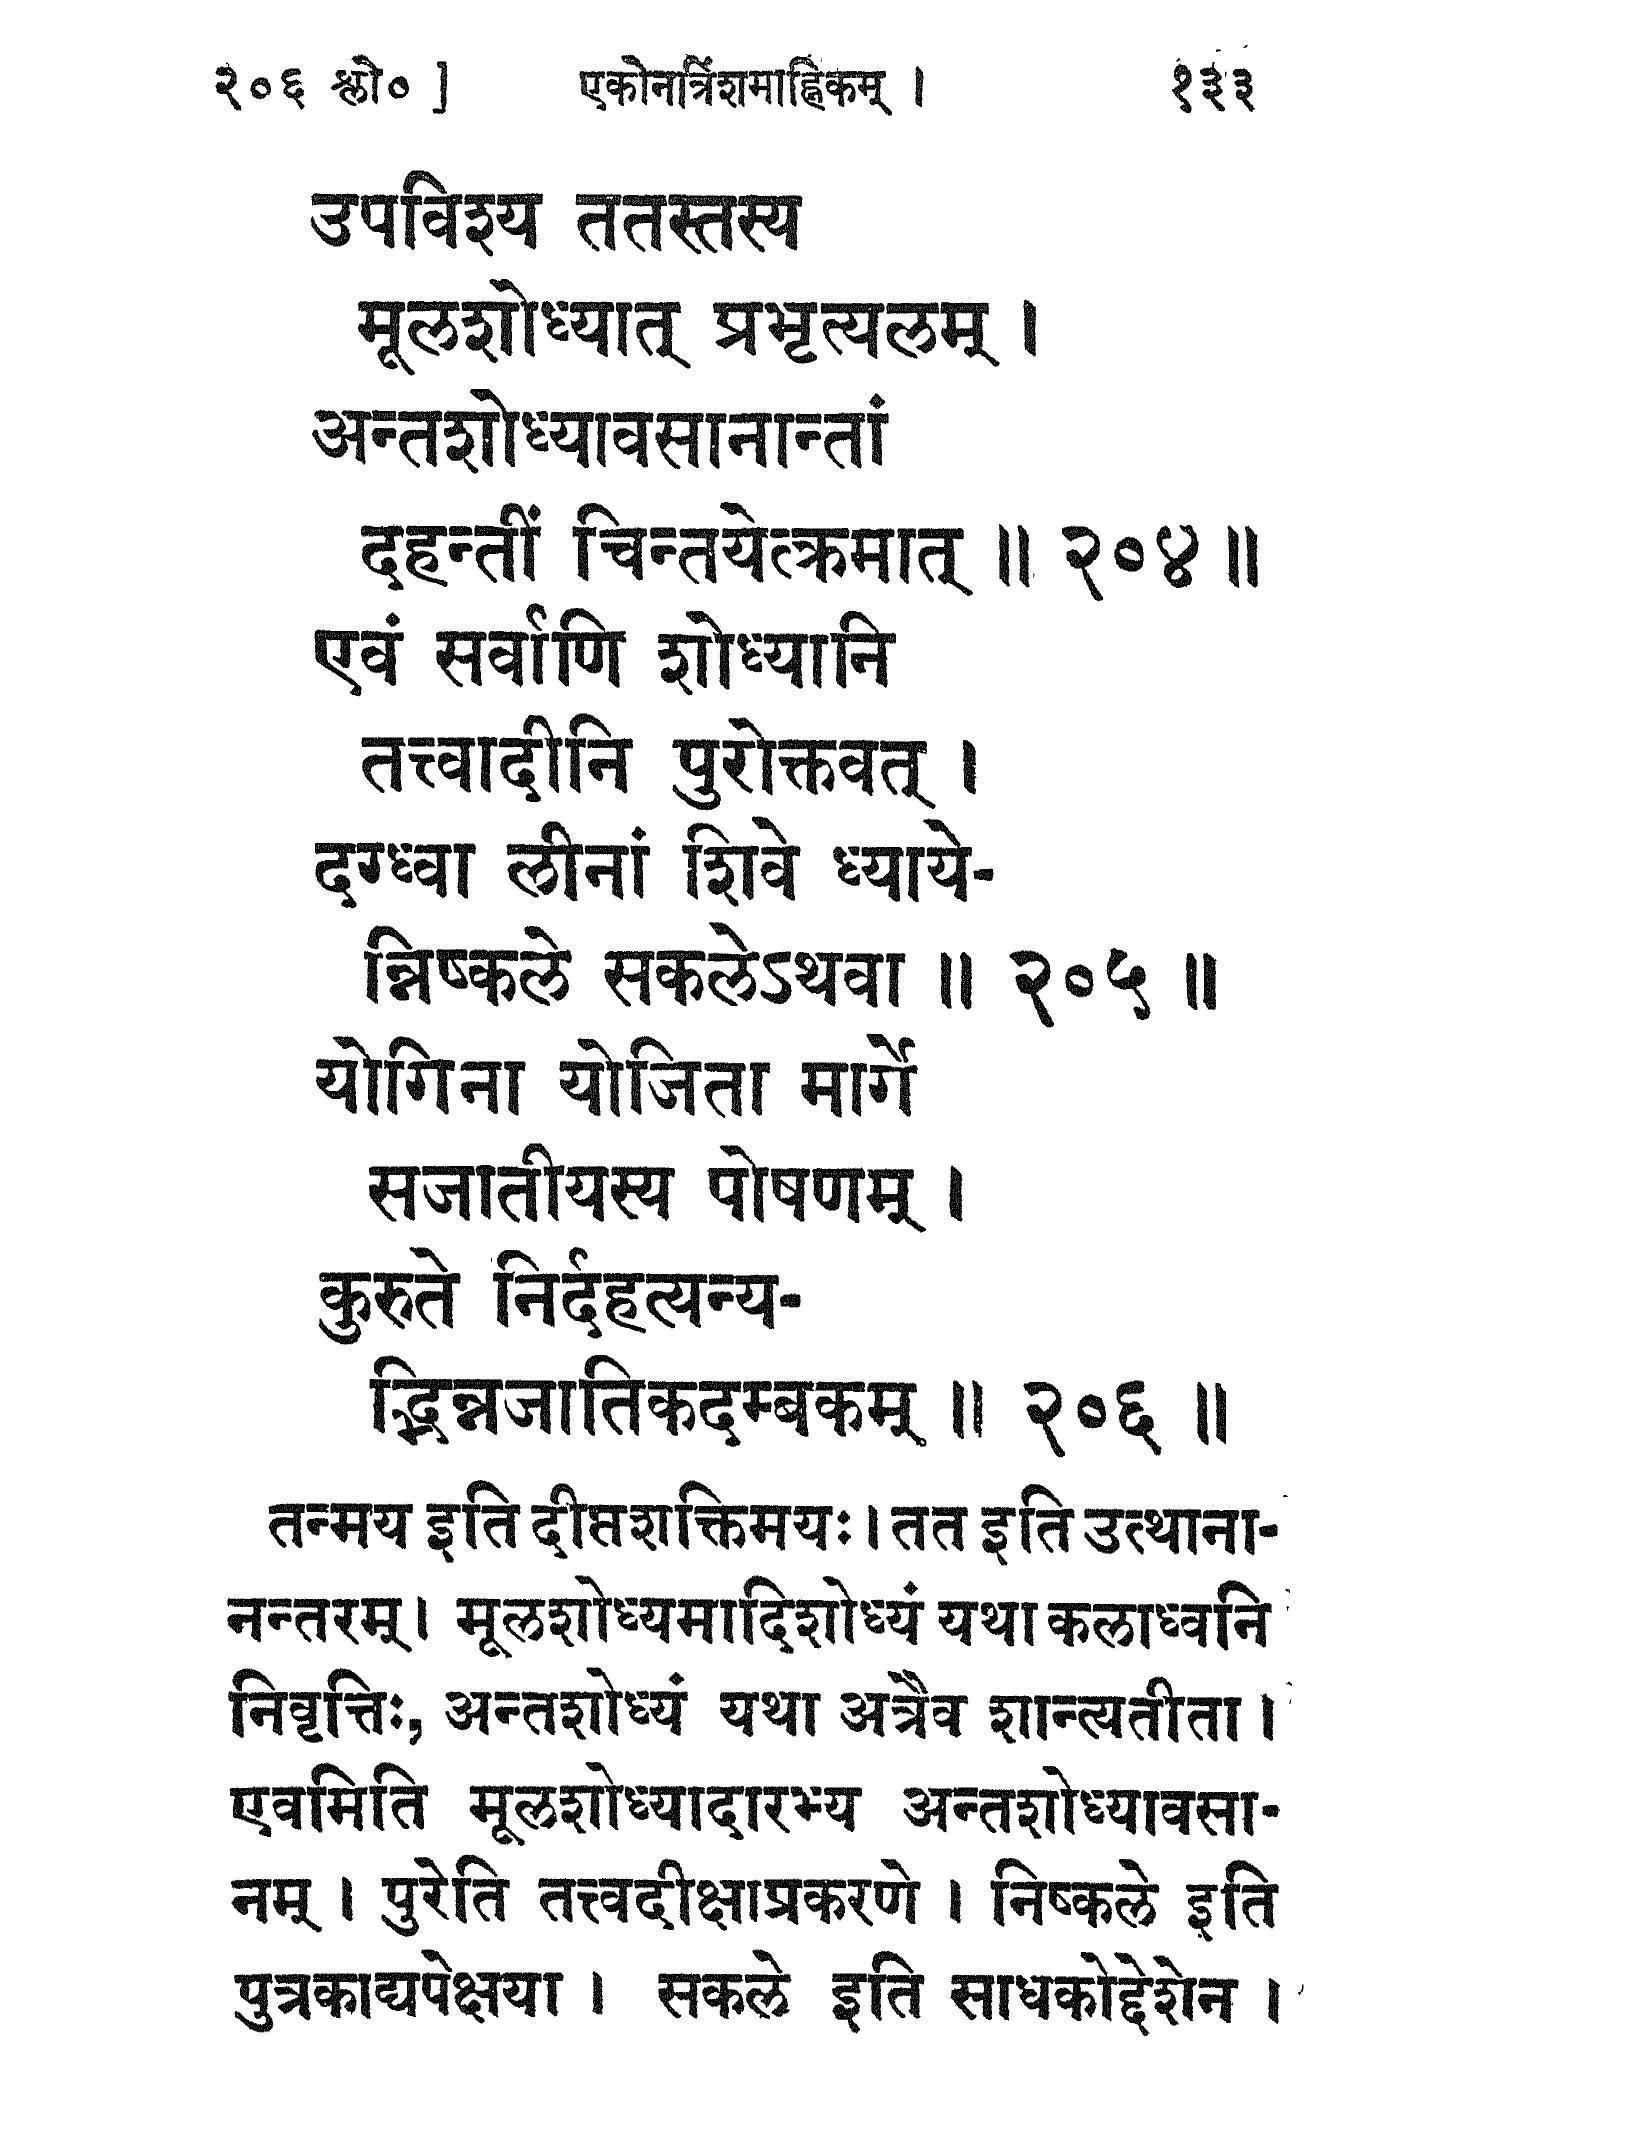 २०६ श्लो० ] एकोनत्रिंशमाह्निकम् । १३३
उपविश्य ततस्तस्य
मूलशोध्यात् प्रभृत्यलम् ।
अन्तशोध्यावसानान्तां
दहन्तीं चिन्तयेत्क्रमात् ॥ २०४ ॥
एवं सर्वाणि शोध्यानि
तत्त्वादीनि पुरोक्तवत् ।
दग्ध्वा लीनां शिवे ध्याये-
न्निष्कले सकलेऽथवा ॥ २०५ ॥
योगिना योजिता मार्गे
सजातीयस्य पोषणम् ।
कुरुते निर्दहत्यन्य-
द्भिन्नजातिकदम्बकम् ॥ २०६ ॥
तन्मय इति दीप्तशक्तिमयः । तत इति उत्थाना-
नन्तरम् । मूलशोध्यमादिशोध्यं यथा कलाध्वनि
निवृत्तिः, अन्तशोध्यं यथा अत्रैव शान्त्यतीता ।
एवमिति मूलशोध्यादारभ्य अन्तशोध्यावसा-
नम् । पुरेति तत्त्वदीक्षाप्रकरणे । निष्कले इति
पुत्रकाद्यपेक्षया । सकले इति साधकोद्देशेन ।